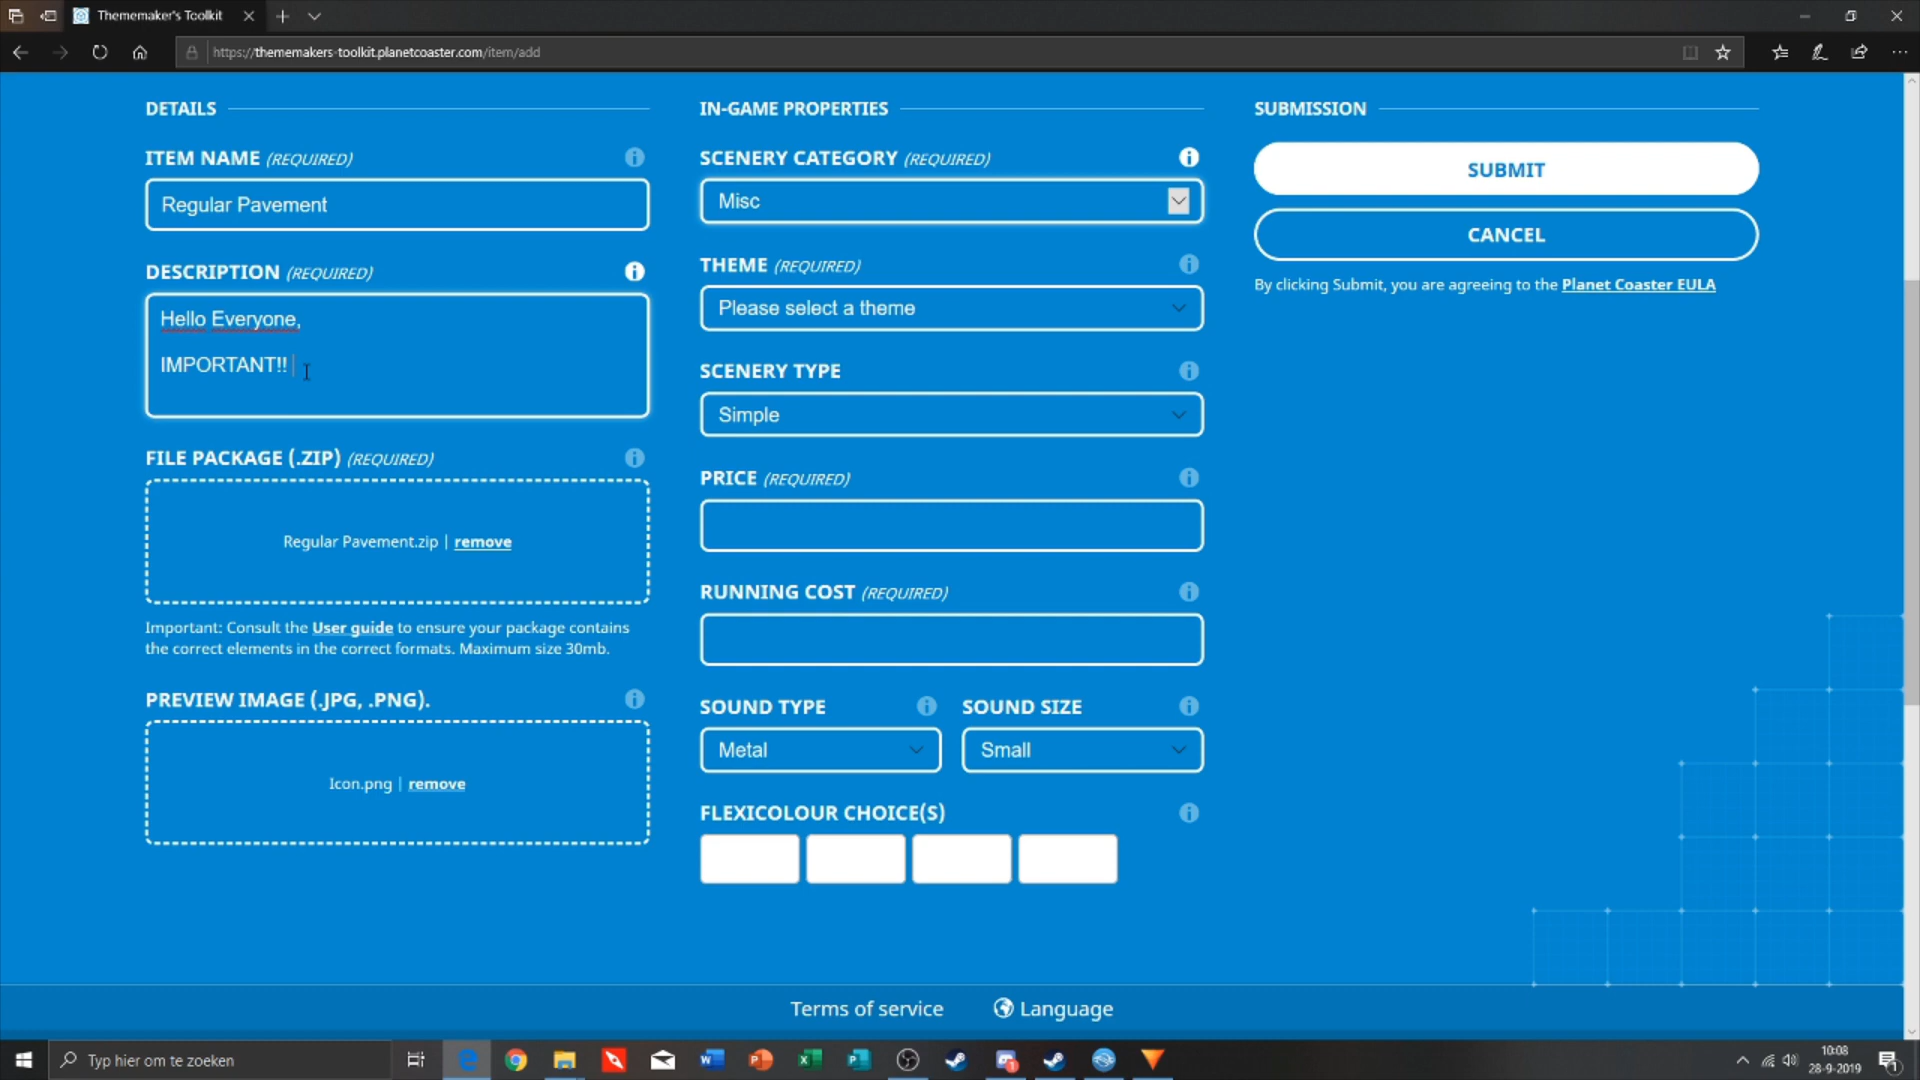 Thememaker's Toolkit
https://thememakers-toolkit.planetcoaster.com/item/add
DETAILS
ITEM NAME (REQUIRED)
Regular Pavement
DESCRIPTION (REQUIRED)
Hello Everyone,
IMPORTANT!!
FILE PACKAGE (.ZIP) (REQUIRED)
Regular Pavement.zip | remove
Important: Consult the User guide to ensure your package contains
the correct elements in the correct formats. Maximum size 30mb.
PREVIEW IMAGE (.JPG, .PNG).
Icon.png | remove
IN-GAME PROPERTIES
SCENERY CATEGORY (REQUIRED)
Misc
THEME (REQUIRED)
Please select a theme
SCENERY TYPE
Simple
PRICE (REQUIRED)
RUNNING COST (REQUIRED)
SOUND TYPE
Metal
SOUND SIZE
Small
FLEXICOLOUR CHOICE(S)
SUBMISSION
SUBMIT
CANCEL
By clicking Submit, you are agreeing to the Planet Coaster EULA
Terms of service
Language
Typ hier om te zoeken
10:08
28-9-2019